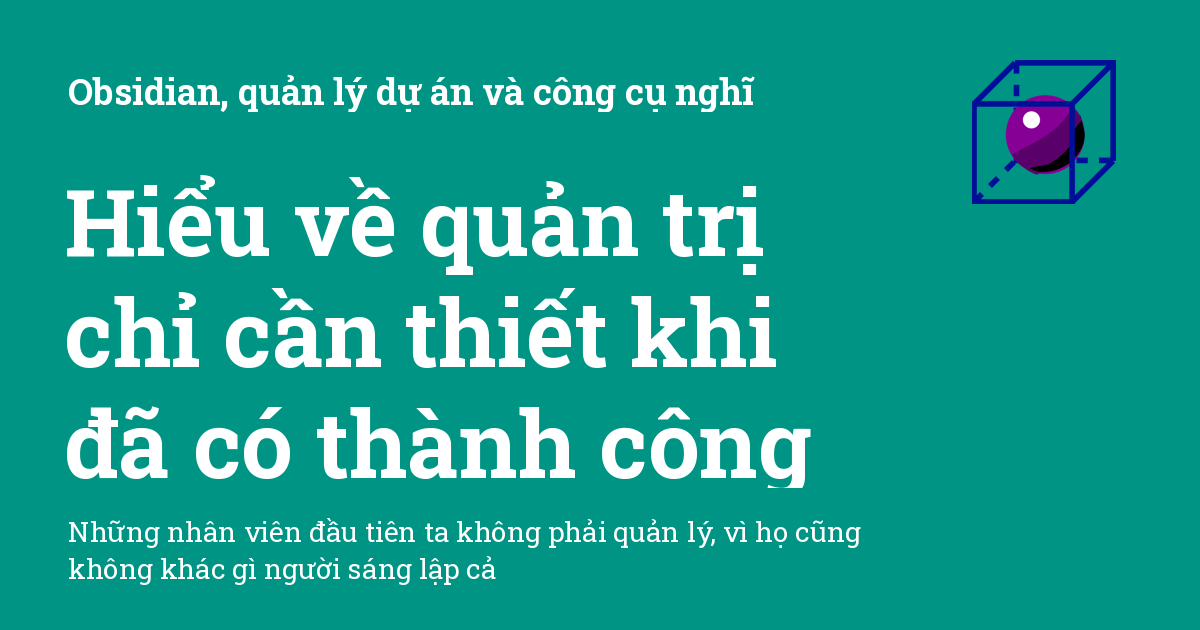 Obsidian, quản lý dự án và công cụ nghĩ
Hiểu về quản trị
chỉ cần thiết khi
đã có thành công
Những nhân viên đầu tiên ta không phải quản lý, vì họ cũng
không khác gì người sáng lập cả